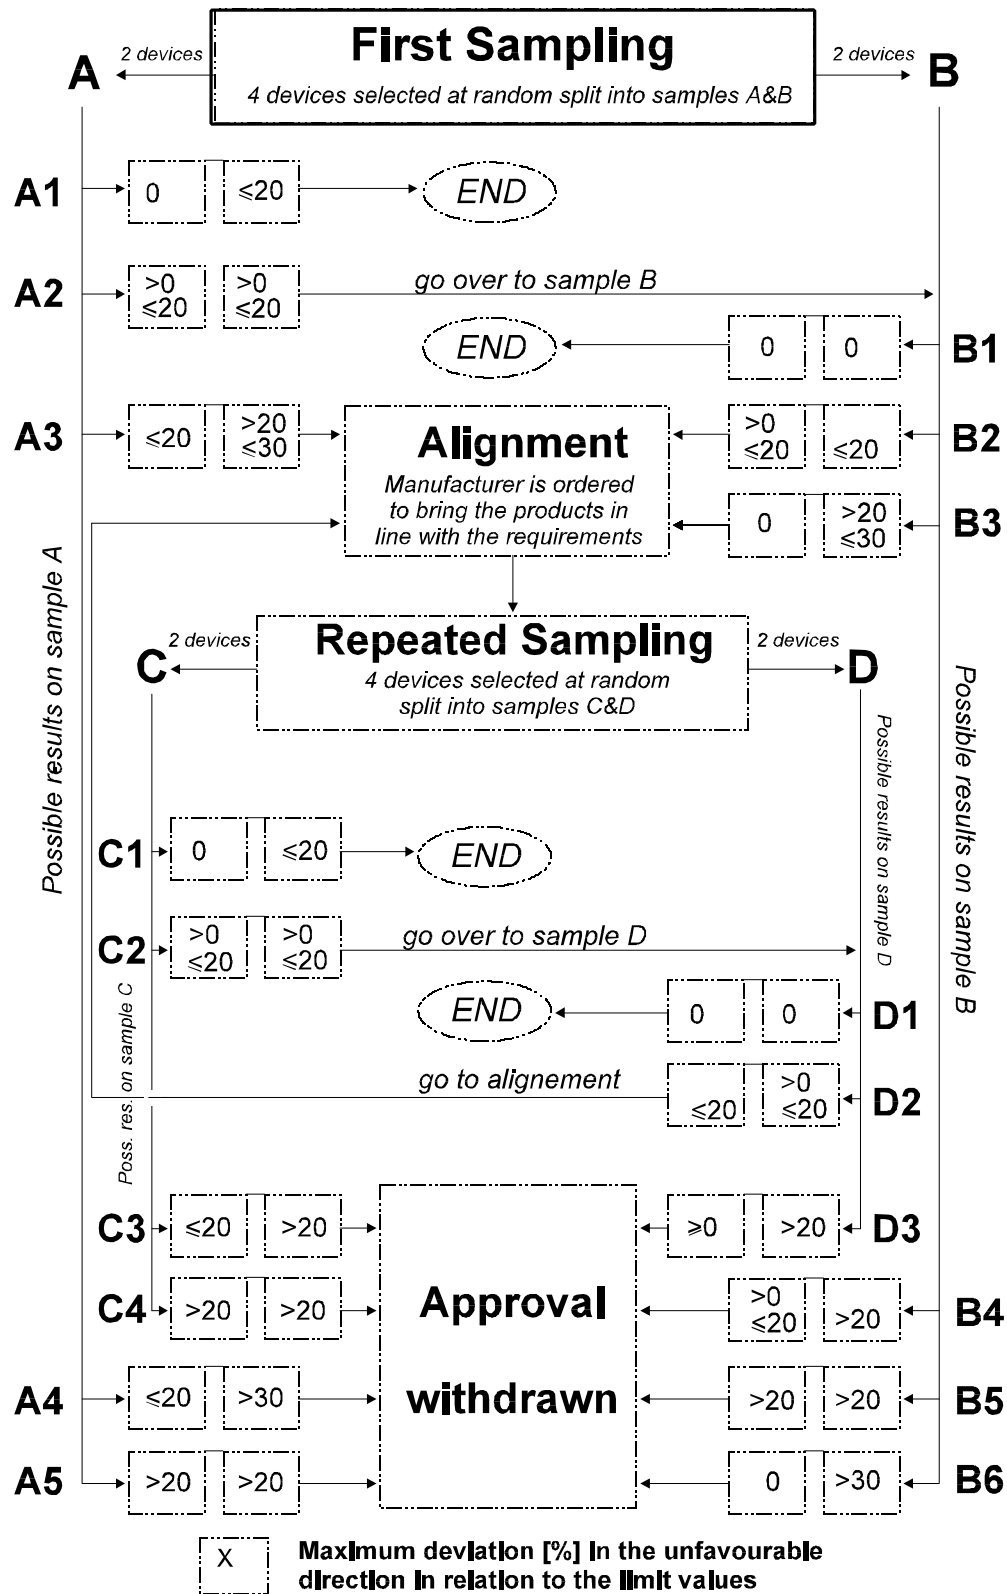 First Sampling
4 devices selected at random split into samples A&B
A
2 devices
2 devices
B
A1
0
≤20
END
A2
>0
≤20
>0
≤20
go over to sample B
END
0
0
B1
A3
≤20
>20
≤30
Alignment
Manufacturer is ordered
to bring the products in
line with the requirements
>0
≤20
≤20
B2
0
>20
≤30
B3
Possible results on sample A
Possible results on sample B
C
2 devices
Repeated Sampling
4 devices selected at random
split into samples C&D
2 devices
D
Possible results on sample D
C1
0
≤20
END
C2
>0
≤20
>0
≤20
go over to sample D
Poss. res. on sample C
END
0
0
D1
go to alignement
≤20
>0
≤20
D2
C3
≤20
>20
≥0
>20
D3
C4
>20
>20
Approval
withdrawn
>0
≤20
>20
B4
A4
≤20
>30
>20
>20
B5
A5
>20
>20
0
>30
B6
X
Maximum deviation [%] in the unfavourable
direction in relation to the limit values